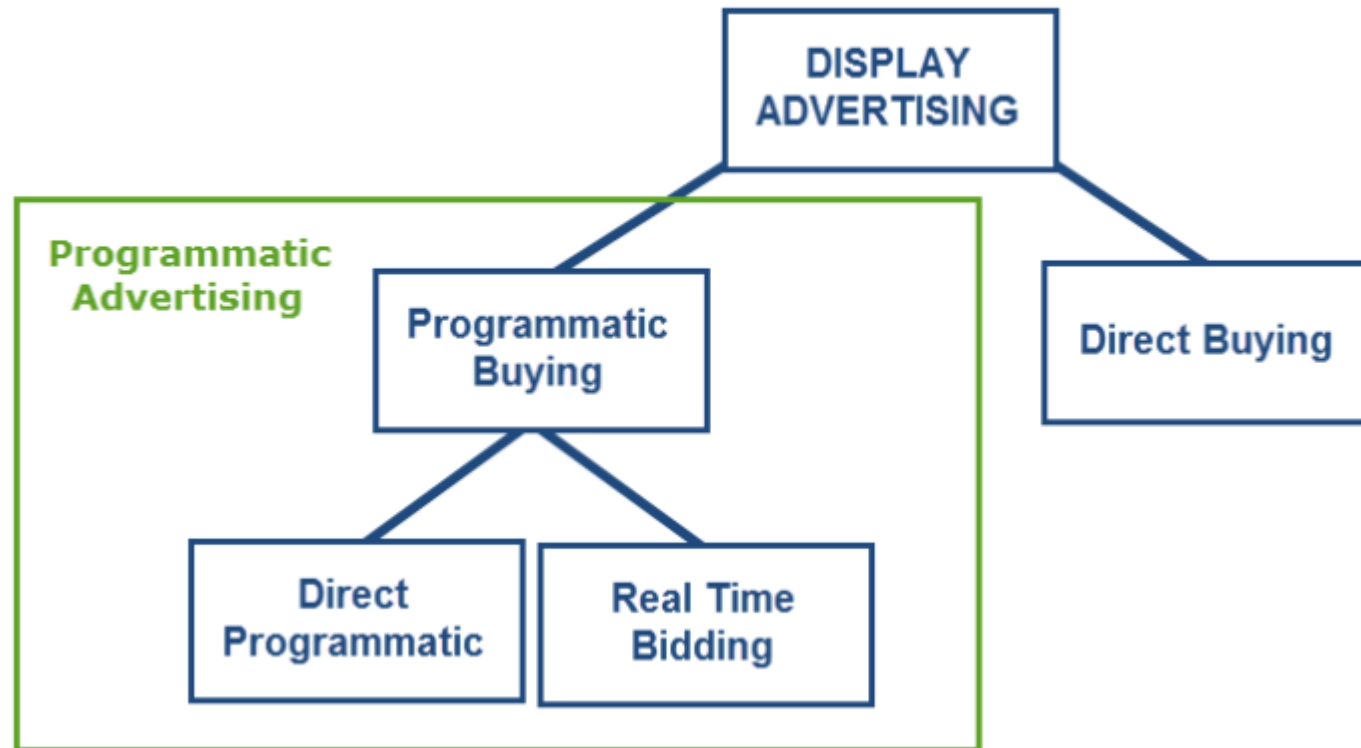 DISPLAY
ADVERTISING
Programmatic
Advertising
Programmatic
Buying
Direct Buying
Direct
Programmatic
Real Time
Bidding